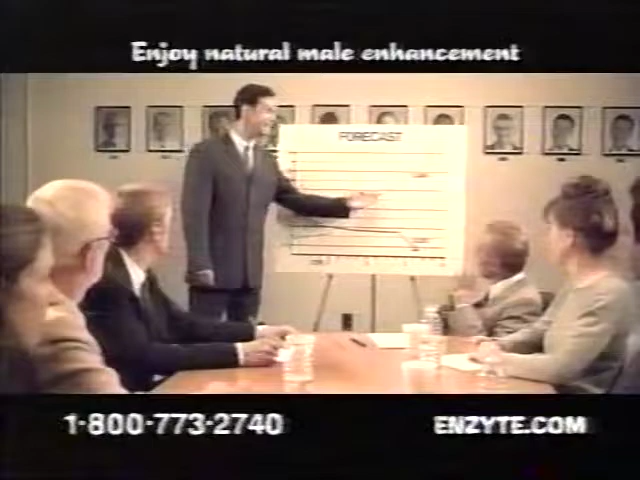 Enjoy natural male enhancement
FORECAST
1-800-773-2740
ENZYTE.COM